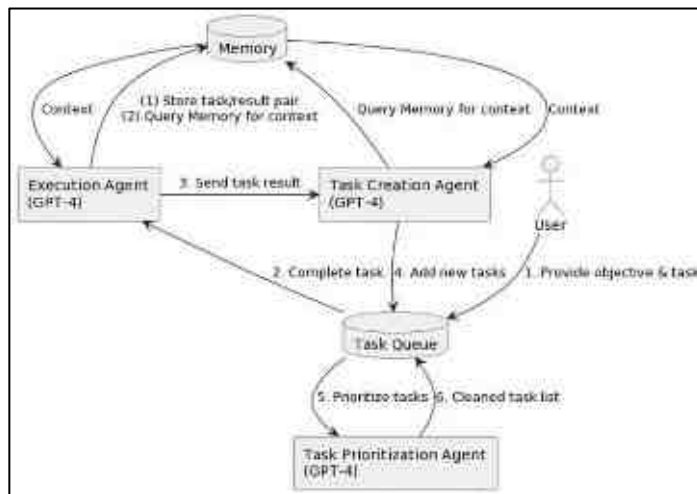 Memory
Context
(1) Store task/result pair
(2) Query Memory for context
Query Memory for context
Context
Execution Agent
(GPT-4)
3. Send task result
Task Creation Agent
(GPT-4)
User
2. Complete task
4. Add new tasks
1. Provide objective & task
Task Queue
5. Prioritize tasks
6. Cleaned task list
Task Prioritization Agent
(GPT-4)